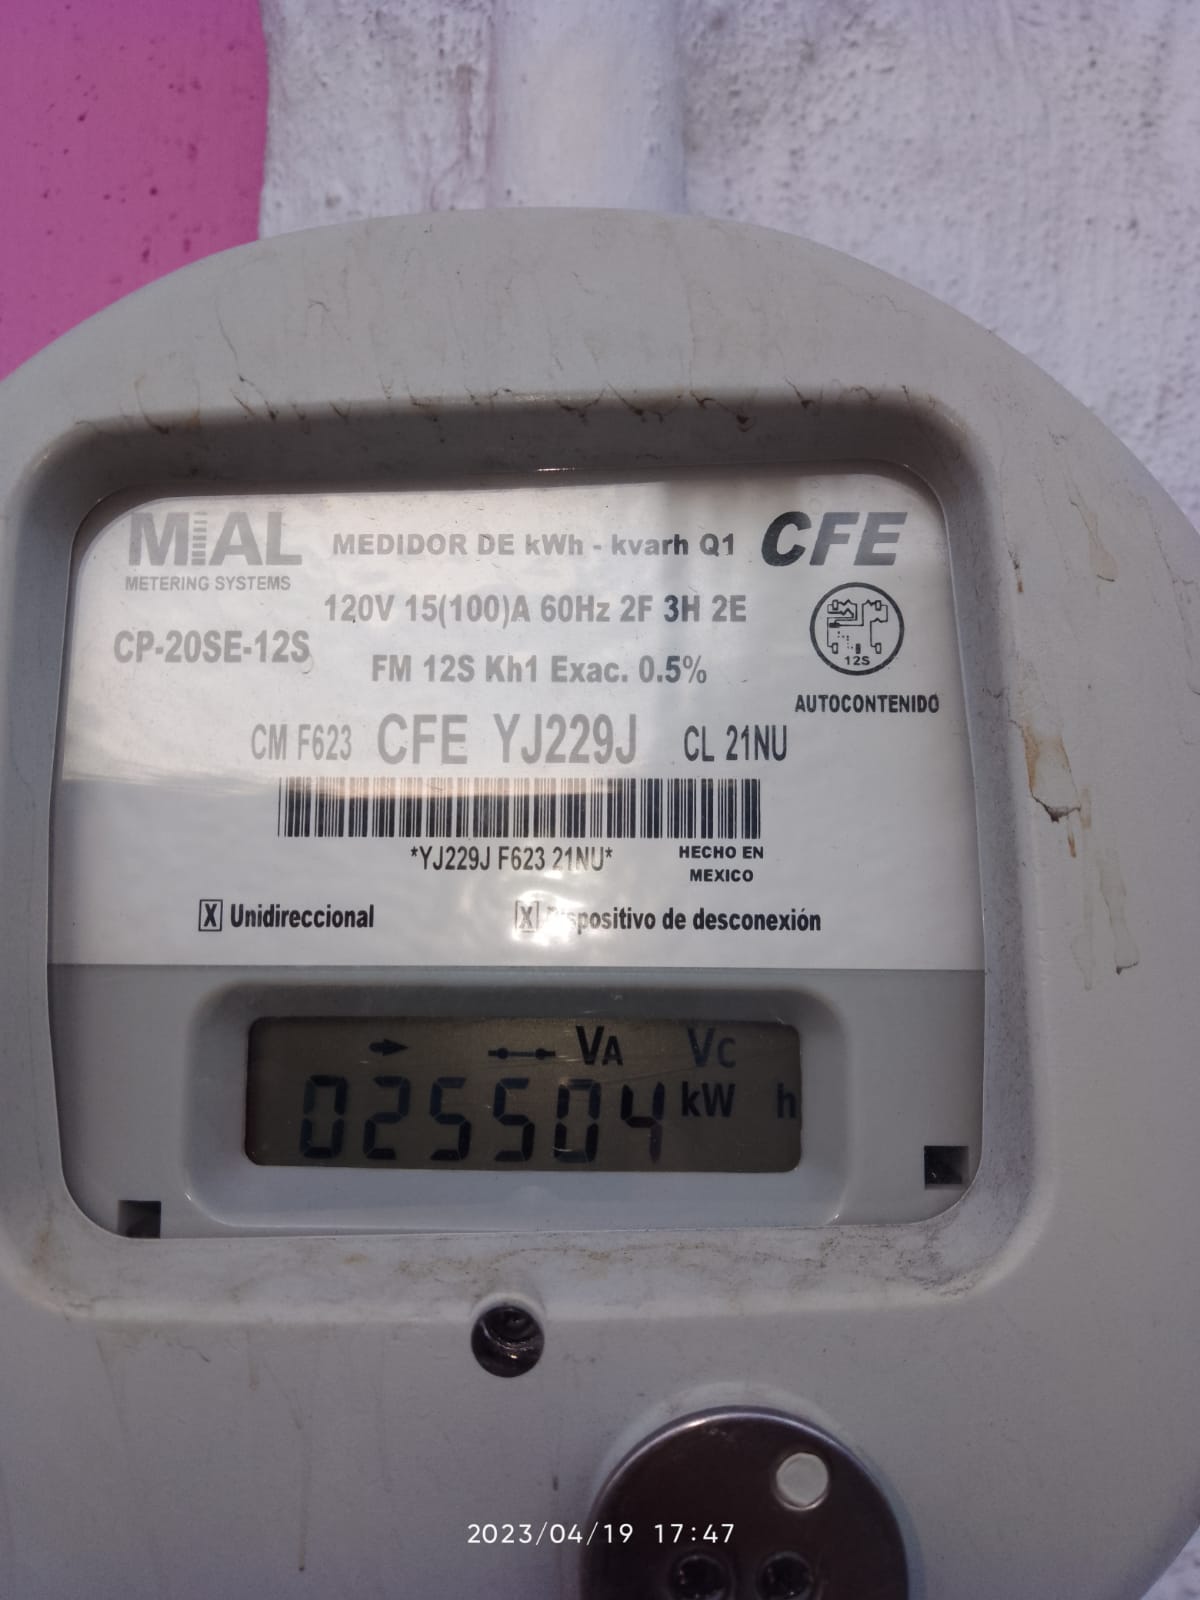 MIAL
METERING SYSTEMS
MEDIDOR DE kWh - kvarh Q1
CFE
120V 15(100)A 60Hz 2F 3H 2E
CP-20SE-12S
FM 12S Kh1 Exac. 0.5%
12S
AUTOCONTENIDO
CM F623 CFE YJ229J CL 21NU
*YJ229J F623 21NU*
HECHO EN
MEXICO
X Unidireccional
X Dispositivo de desconexión
VA VC
025504 kW h
2023/04/19 17:47